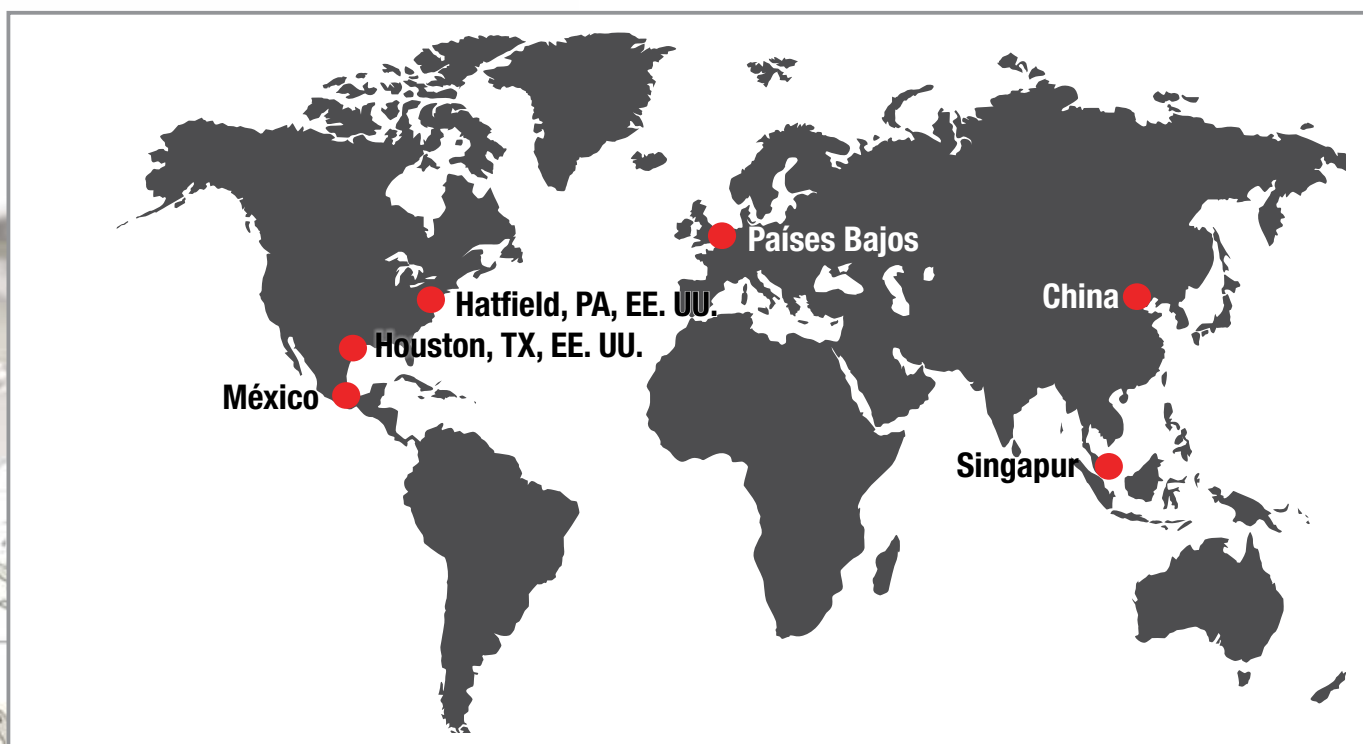 Países Bajos
China
Hatfield, PA, EE. UU.
Houston, TX, EE. UU.
México
Singapur